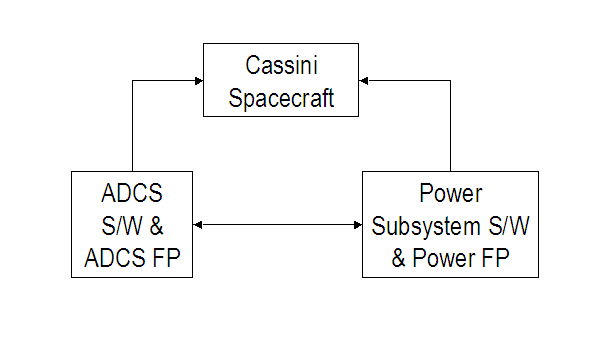 Cassini
Spacecraft
ADCS
S/W &
ADCS FP
Power
Subsystem S/W
& Power FP